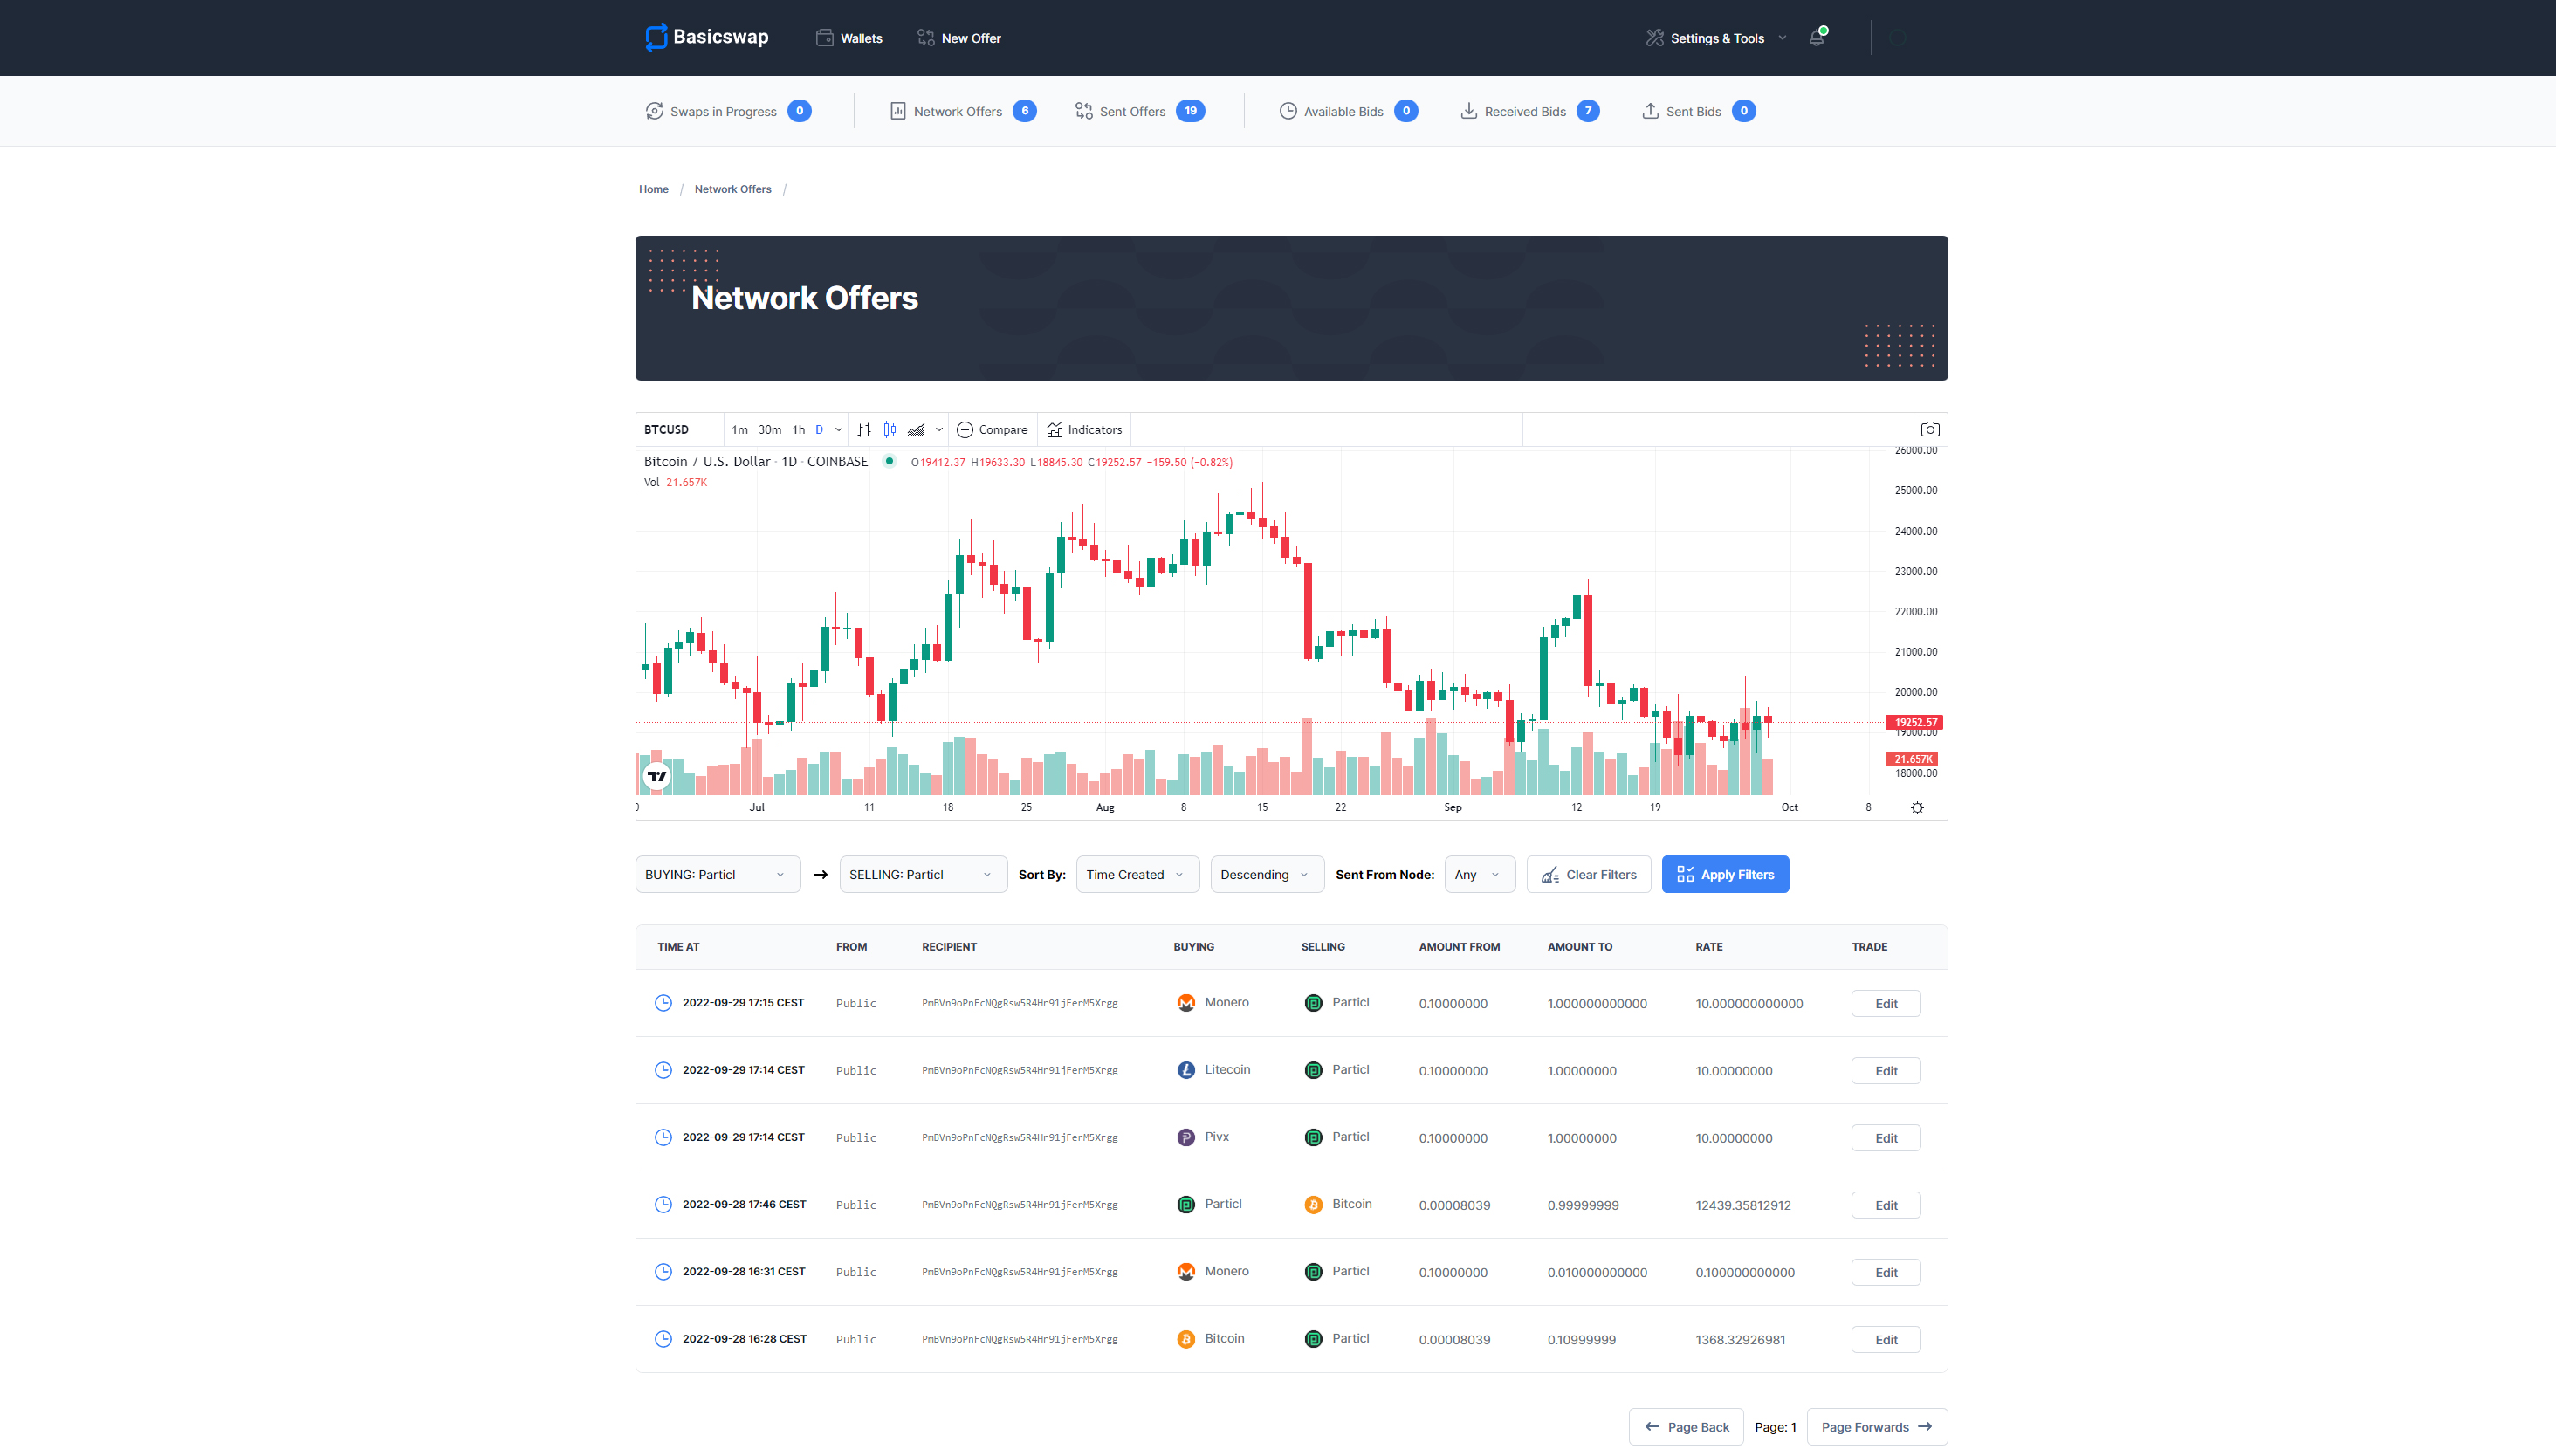 Basicswap Wallets New Offer Settings & Tools
Swaps in Progress 0 Network Offers 6 Sent Offers 19 Available Bids 0 Received Bids 7 Sent Bids 0
Home / Network Offers /
Network Offers
BTCUSD 1m 30m 1h D Compare Indicators
Bitcoin / U.S. Dollar · 1D · COINBASE O19412.37 H19633.30 L18845.30 C19252.57 −159.50 (−0.82%)
Vol 21.657K
26000.00
25000.00
24000.00
23000.00
22000.00
21000.00
20000.00
19252.57
19000.00
21.657K
18000.00
Jul 11 18 25 Aug 8 15 22 Sep 12 19 Oct 8
BUYING: Particl → SELLING: Particl Sort By: Time Created Descending Sent From Node: Any Clear Filters Apply Filters
TIME AT FROM RECIPIENT BUYING SELLING AMOUNT FROM AMOUNT TO RATE TRADE
2022-09-29 17:15 CEST Public PmBVn9oPnFcNQgRsw5R4Hr91jFerM5Xrgg Monero Particl 0.10000000 1.000000000000 10.000000000000 Edit
2022-09-29 17:14 CEST Public PmBVn9oPnFcNQgRsw5R4Hr91jFerM5Xrgg Litecoin Particl 0.10000000 1.00000000 10.00000000 Edit
2022-09-29 17:14 CEST Public PmBVn9oPnFcNQgRsw5R4Hr91jFerM5Xrgg Pivx Particl 0.10000000 1.00000000 10.00000000 Edit
2022-09-28 17:46 CEST Public PmBVn9oPnFcNQgRsw5R4Hr91jFerM5Xrgg Particl Bitcoin 0.00008039 0.99999999 12439.35812912 Edit
2022-09-28 16:31 CEST Public PmBVn9oPnFcNQgRsw5R4Hr91jFerM5Xrgg Monero Particl 0.10000000 0.010000000000 0.100000000000 Edit
2022-09-28 16:28 CEST Public PmBVn9oPnFcNQgRsw5R4Hr91jFerM5Xrgg Bitcoin Particl 0.00008039 0.10999999 1368.32926981 Edit
← Page Back Page: 1 Page Forwards →